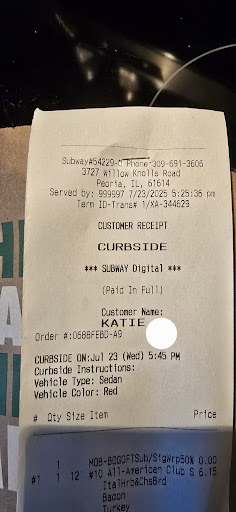 Subway#54229-0 Phone 309-691-3606
3727 Willow Knolls Road
Peoria, IL, 61614
Served by: 999997 7/23/2025 5:25:36 pm
Term ID-Trans# 1/XA-344629
CUSTOMER RECEIPT
CURBSIDE
*** SUBWAY Digital ***
(Paid In Full)
Customer Name:
KATIE
Order #:D68BFEBD-A9
CURBSIDE ON:Jul 23 (Wed) 5:45 PM
Curbside Instructions:
Vehicle Type: Sedan
Vehicle Color: Red
# Qty Size Item Price
1 MOB-BOGOFTSub/SigWrp50% 0.00
#1 1 12 #10 All-American Club S 6.15
ItalHrb&ChsBrd
Bacon
Turkey